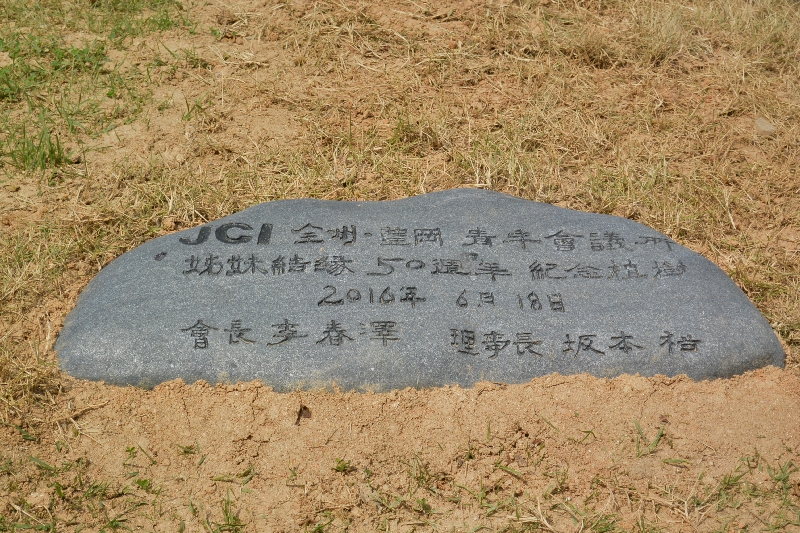 JCI 全州·豊岡 青年會議所
"姊妹結緣 50週"年 紀念植樹
2016年 6月 18日
會長 李春澤 理事長 坂本 祐